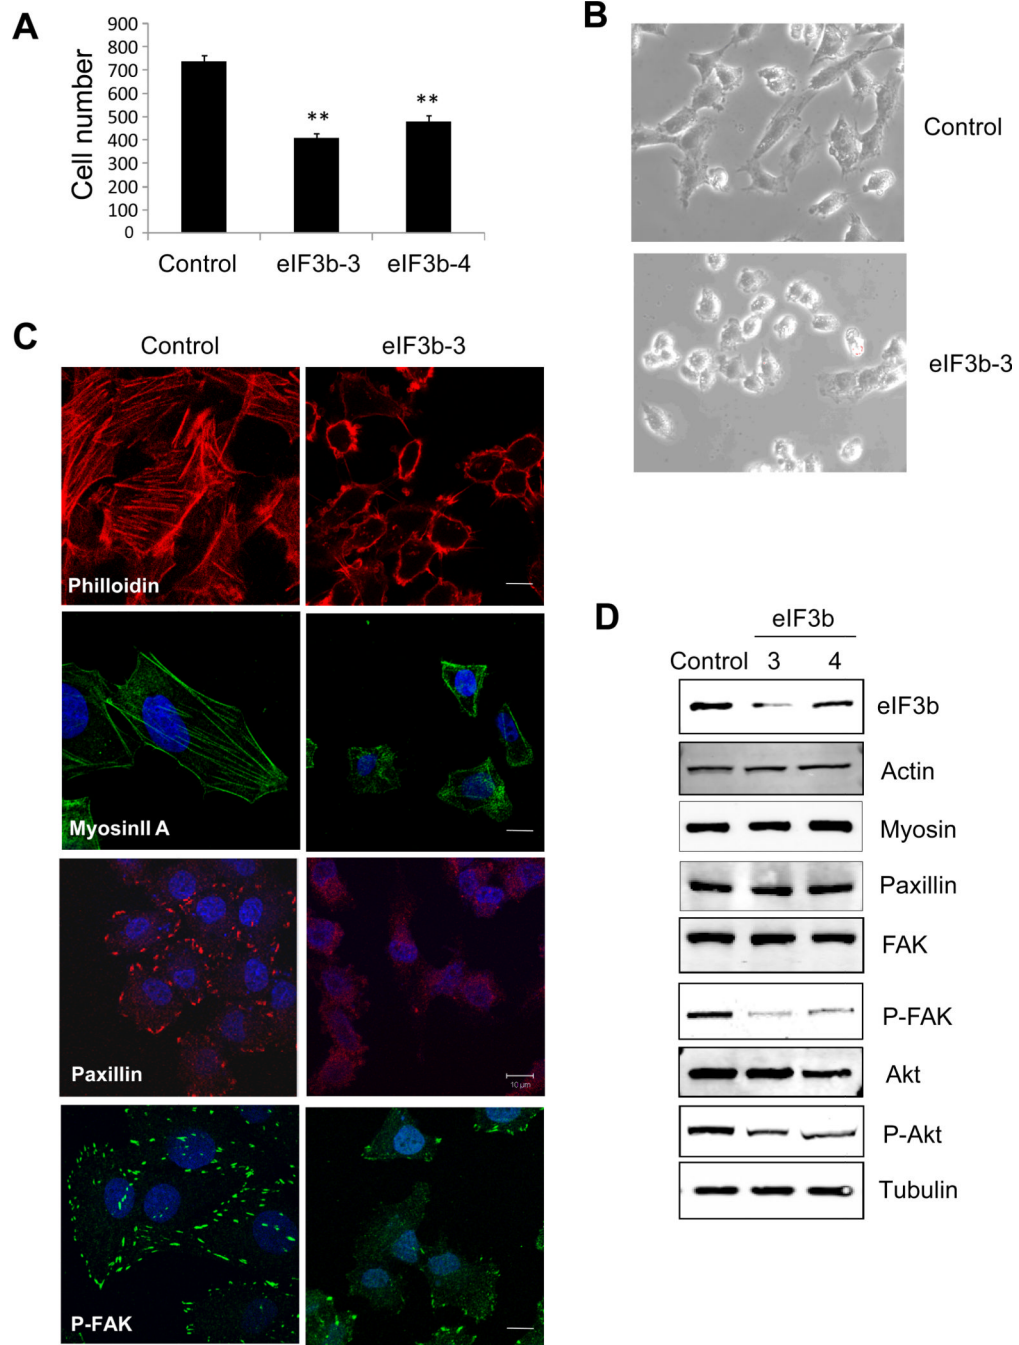 A
900
800
700
600
500
400
300
200
100
0
Cell number
** **
Control eIF3b-3 eIF3b-4
B
Control
eIF3b-3
C
Control eIF3b-3
Philloidin
MyosinII A
Paxillin
10 µm
P-FAK
D
eIF3b
Control 3 4
eIF3b
Actin
Myosin
Paxillin
FAK
P-FAK
Akt
P-Akt
Tubulin